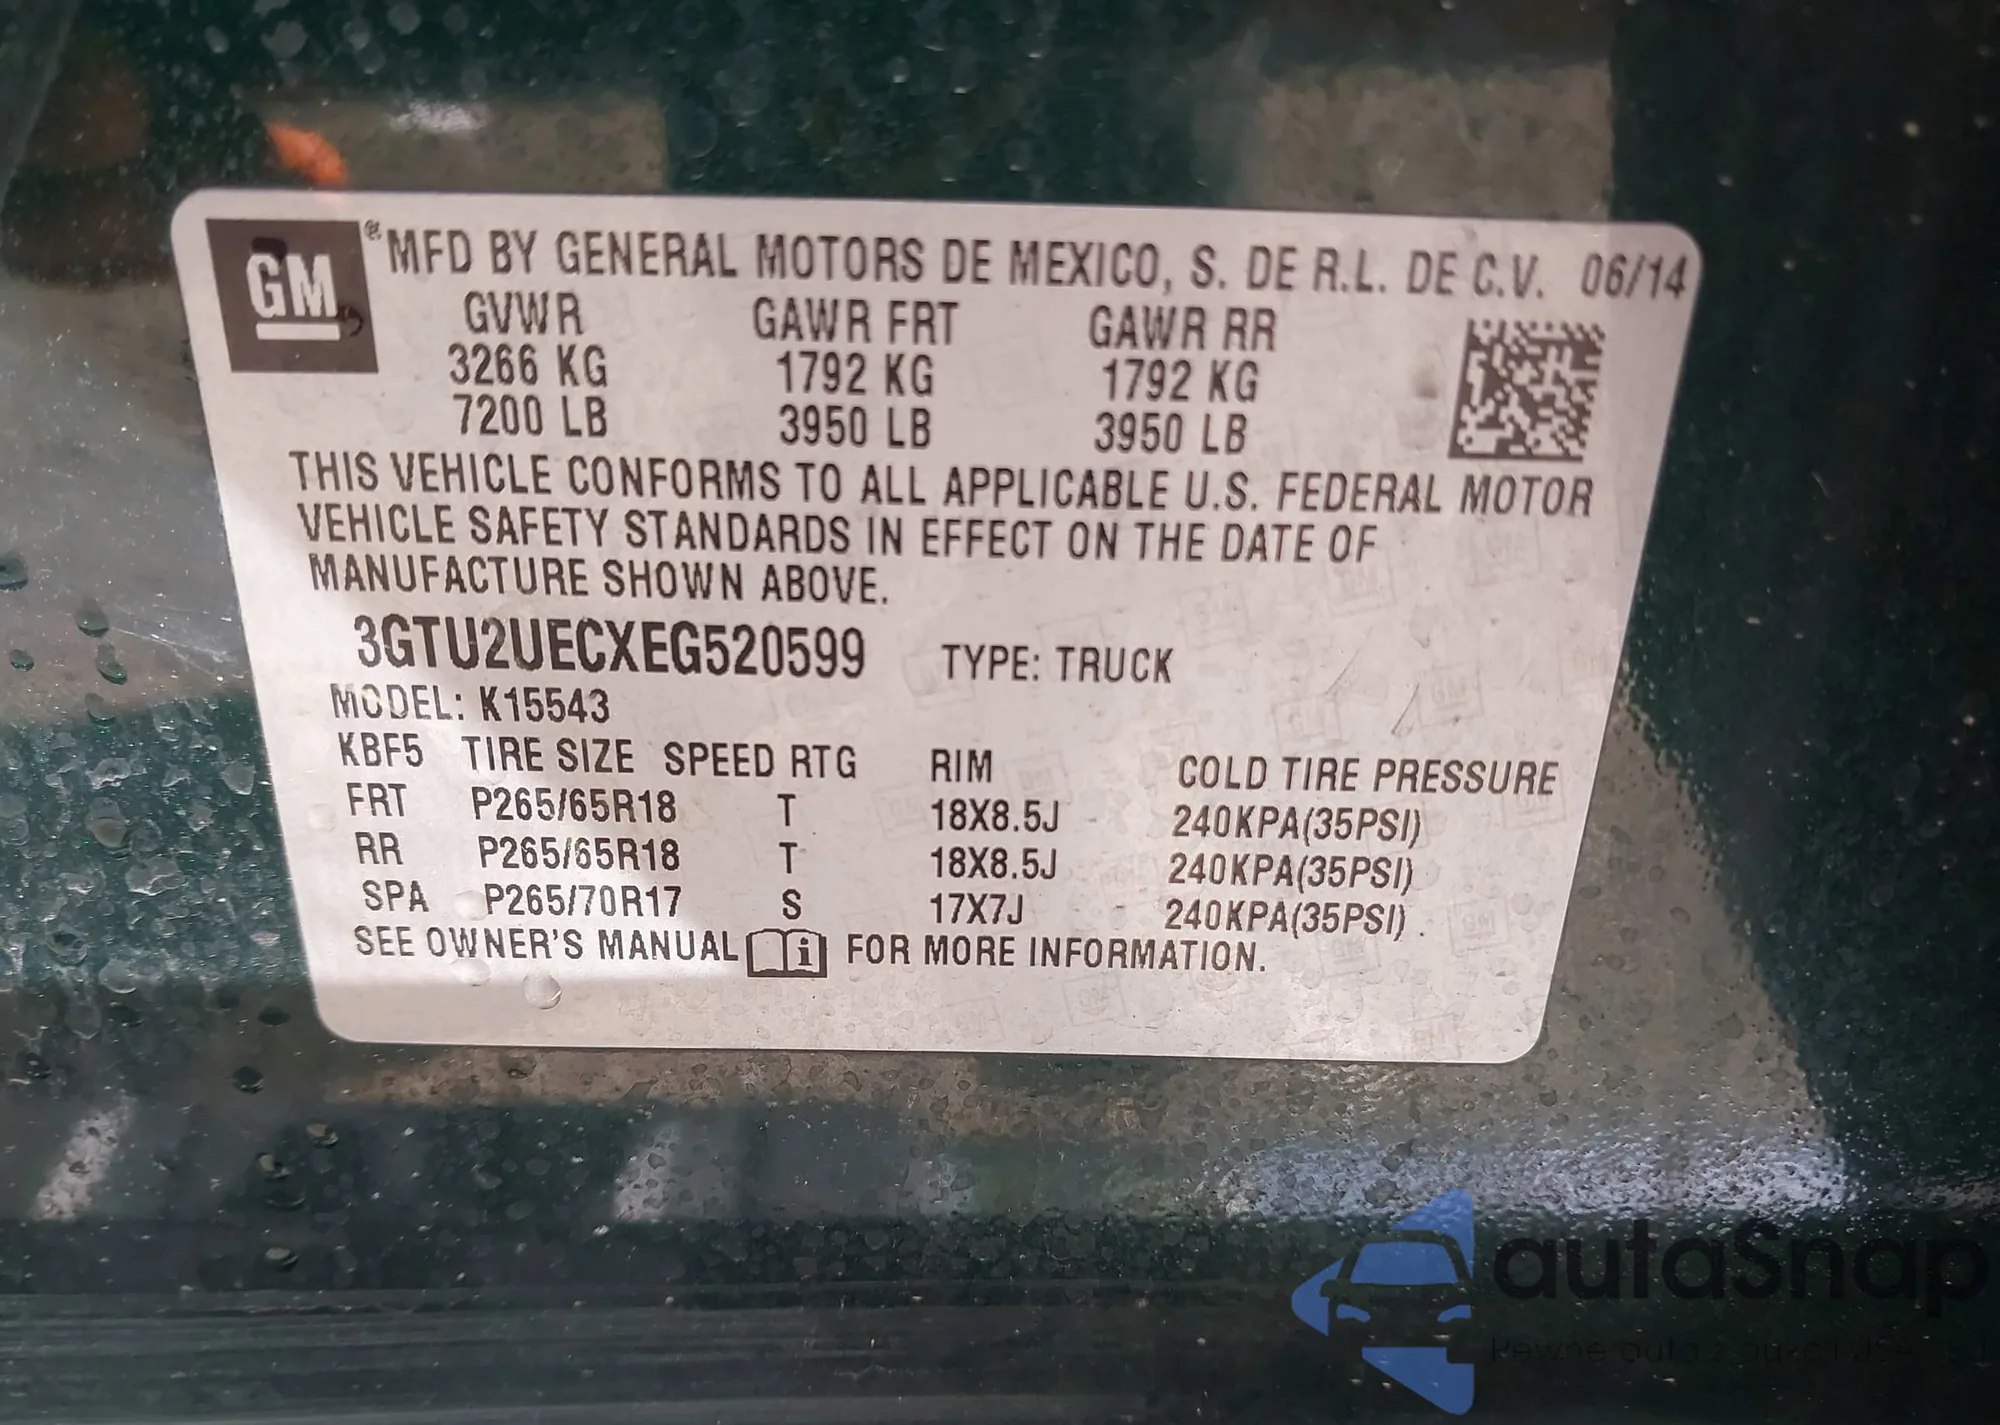 GM® MFD BY GENERAL MOTORS DE MEXICO, S. DE R.L. DE C.V. 06/14
GVWR GAWR FRT GAWR RR
3266 KG 1792 KG 1792 KG
7200 LB 3950 LB 3950 LB
THIS VEHICLE CONFORMS TO ALL APPLICABLE U.S. FEDERAL MOTOR
VEHICLE SAFETY STANDARDS IN EFFECT ON THE DATE OF
MANUFACTURE SHOWN ABOVE.
3GTU2UECXEG520599 TYPE: TRUCK
MODEL: K15543
KBF5 TIRE SIZE SPEED RTG RIM COLD TIRE PRESSURE
FRT P265/65R18 T 18X8.5J 240KPA(35PSI)
RR P265/65R18 T 18X8.5J 240KPA(35PSI)
SPA P265/70R17 S 17X7J 240KPA(35PSI)
SEE OWNER'S MANUAL i FOR MORE INFORMATION.
autaSnap
Pewne auta z aukcji